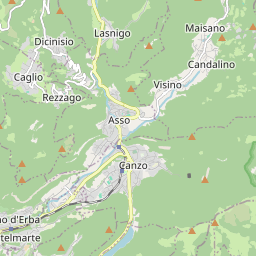 Maisano
Lasnigo
Dicinisio
Candalino
Caglio
Visino
Rezzago
Asso
Canzo
no d'Erba
telmarte